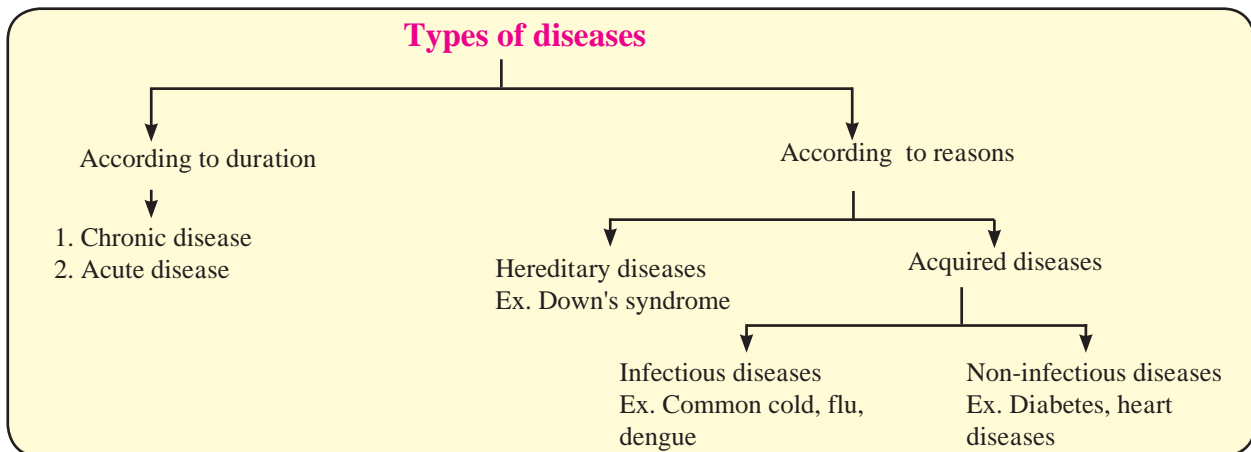 Types of diseases
According to duration
According to reasons
1. Chronic disease
2. Acute disease
Hereditary diseases
Ex. Down's syndrome
Acquired diseases
Infectious diseases
Ex. Common cold, flu,
dengue
Non-infectious diseases
Ex. Diabetes, heart
diseases